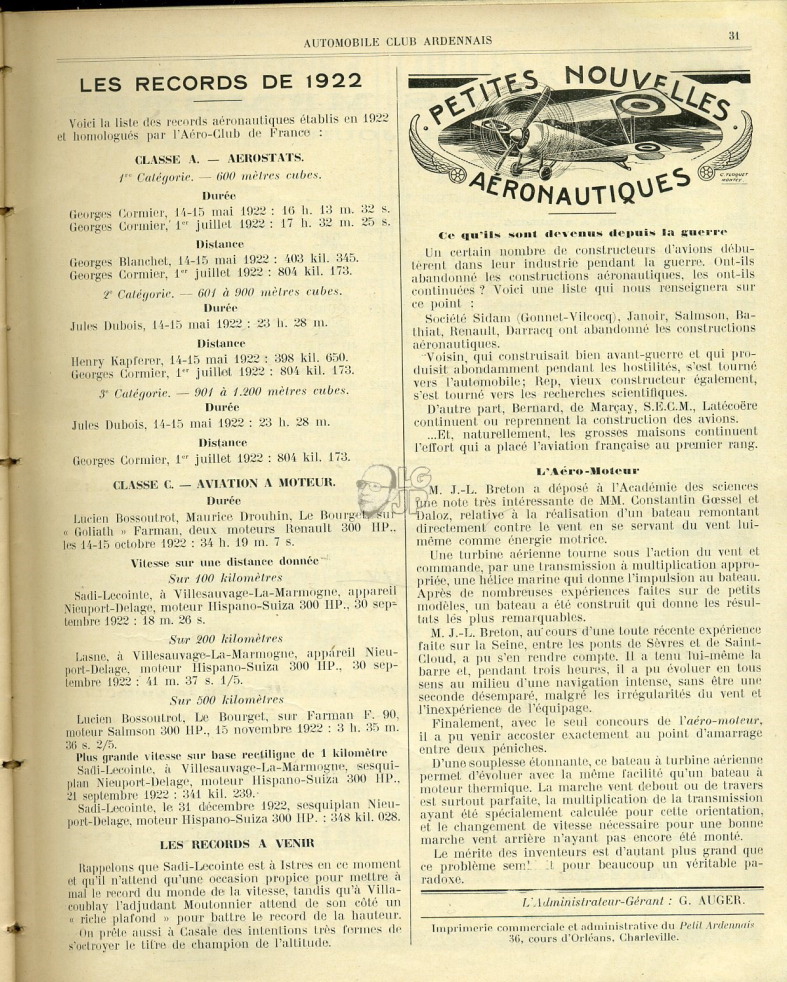 AUTOMOBILE CLUB ARDENNAIS
31
LES RECORDS DE 1922
Voici la liste des records aéronautiques établis en 1922
et homologués par l'Aéro-Club de France :
CLASSE A. — AEROSTATS.
1re Catégorie. — 600 mètres cubes.
Durée
Georges Cormier, 14-15 mai 1922 : 16 h. 13 m. 32 s.
Georges Cormier, 1er juillet 1922 : 17 h. 32 m. 25 s.
Distance
Georges Blanchet, 14-15 mai 1922 : 403 kil. 345.
Georges Cormier, 1er juillet 1922 : 804 kil. 173.
2e Catégorie. — 601 à 900 mètres cubes.
Durée
Jules Dubois, 14-15 mai 1922 : 23 h. 28 m.
Distance
Henry Kapferer, 14-15 mai 1922 : 398 kil. 650.
Georges Cormier, 1er juillet 1922 : 804 kil. 173.
3e Catégorie. — 901 à 1.200 mètres cubes.
Durée
Jules Dubois, 14-15 mai 1922 : 23 h. 28 m.
Distance
Georges Cormier, 1er juillet 1922 : 804 kil. 173.
CLASSE C. — AVIATION A MOTEUR.
Durée
Lucien Bossoutrot, Maurice Drouhin, Le Bourget, sur
« Goliath » Farman, deux moteurs Renault 300 HP.,
les 14-15 octobre 1922 : 34 h. 19 m. 7 s.
Vitesse sur une distance donnée
Sur 100 kilomètres
Sadi-Lecointe, à Villesauvage-La-Marmogne, appareil
Nieuport-Delage, moteur Hispano-Suiza 300 HP., 30 sep-
tembre 1922 : 18 m. 26 s.
Sur 200 kilomètres
Lasne, à Villesauvage-La-Marmogne, appareil Nieu-
port-Delage, moteur Hispano-Suiza 300 HP., 30 sep-
tembre 1922 : 41 m. 37 s. 1/5.
Sur 500 kilomètres
Lucien Bossoutrot, Le Bourget, sur Farman F. 90,
moteur Salmson 300 HP., 15 novembre 1922 : 3 h. 35 m.
36 s. 2/5.
Plus grande vitesse sur base rectiligne de 1 kilomètre
Sadi-Lecointe, à Villesauvage-La-Marmogne, sesqui-
plan Nieuport-Delage, moteur Hispano-Suiza 300 HP.,
21 septembre 1922 : 341 kil. 239.
Sadi-Lecointe, le 31 décembre 1922, sesquiplan Nieu-
port-Delage, moteur Hispano-Suiza 300 HP. : 348 kil. 028.
LES RECORDS A VENIR
Rappelons que Sadi-Lecointe est à Istres en ce moment
et qu'il n'attend qu'une occasion propice pour mettre à
mal le record du monde de la vitesse, tandis qu'à Villa-
coublay l'adjudant Moutonnier attend de son côté un
« riche plafond » pour battre le record de la hauteur.
On prête aussi à Casale des intentions très fermes de
s'octroyer le titre de champion de l'altitude.
PETITES NOUVELLES
AÉRONAUTIQUES
Ce qu'ils sont devenus depuis la guerre
Un certain nombre de constructeurs d'avions débu-
tèrent dans leur industrie pendant la guerre. Ont-ils
abandonné les constructions aéronautiques, les ont-ils
continuées ? Voici une liste qui nous renseignera sur
ce point :
Société Sidam (Gonnet-Vilcocq), Janoir, Salmson, Ba-
thiat, Renault, Darracq ont abandonné les constructions
aéronautiques.
Voisin, qui construisait bien avant-guerre et qui pro-
duisit abondamment pendant les hostilités, s'est tourné
vers l'automobile; Rep, vieux constructeur également,
s'est tourné vers les recherches scientifiques.
D'autre part, Bernard, de Marçay, S.E.C.M., Latécoëre
continuent ou reprennent la construction des avions.
...Et, naturellement, les grosses maisons continuent
l'effort qui a placé l'aviation française au premier rang.
L'Aéro-Moteur
M. J.-L. Breton a déposé à l'Académie des sciences
une note très intéressante de MM. Constantin Gœssel et
Daloz, relative à la réalisation d'un bateau remontant
directement contre le vent en se servant du vent lui-
même comme énergie motrice.
Une turbine aérienne tourne sous l'action du vent et
commande, par une transmission à multiplication appro-
priée, une hélice marine qui donne l'impulsion au bateau.
Après de nombreuses expériences faites sur de petits
modèles, un bateau a été construit qui donne les résul-
tats lés plus remarquables.
M. J.-L. Breton, au cours d'une toute récente expérience
faite sur la Seine, entre les ponts de Sèvres et de Saint-
Cloud, a pu s'en rendre compte. Il a tenu lui-même la
barre et, pendant trois heures, il a pu évoluer en tous
sens au milieu d'une navigation intense, sans être une
seconde désemparé, malgré les irrégularités du vent et
l'inexpérience de l'équipage.
Finalement, avec le seul concours de l'aéro-moteur,
il a pu venir accoster exactement au point d'amarrage
entre deux péniches.
D'une souplesse étonnante, ce bateau à turbine aérienne
permet d'évoluer avec la même facilité qu'un bateau à
moteur thermique. La marche vent debout ou de travers
est surtout parfaite, la multiplication de la transmission
ayant été spécialement calculée pour cette orientation,
et le changement de vitesse nécessaire pour une bonne
marche vent arrière n'ayant pas encore été monté.
Le mérite des inventeurs est d'autant plus grand que
ce problème pour beaucoup un véritable pa-
radoxe.
L'Administrateur-Gérant : G. AUGER.
Imprimerie commerciale et administrative du Petit Ardennais
36, cours d'Orléans, Charleville.